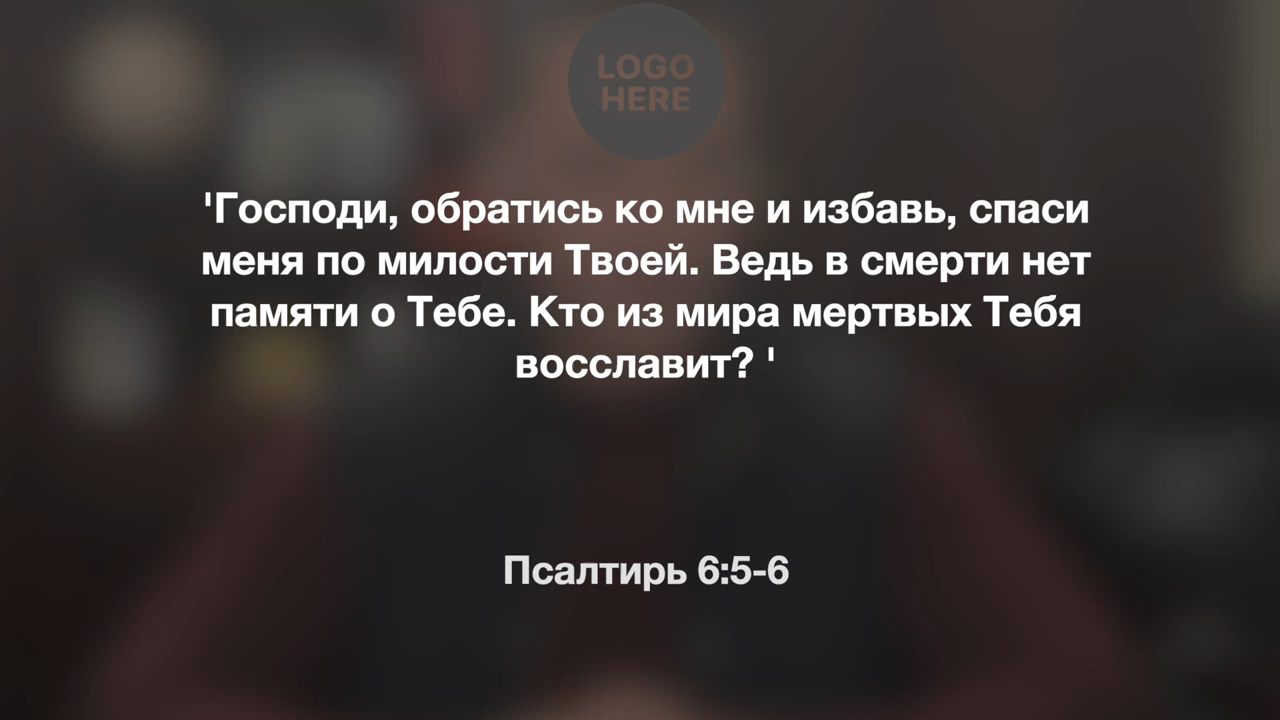 LOGO
HERE
'Господи, обратись ко мне и избавь, спаси
меня по милости Твоей. Ведь в смерти нет
памяти о Тебе. Кто из мира мертвых Тебя
восславит? '
Псалтирь 6:5-6